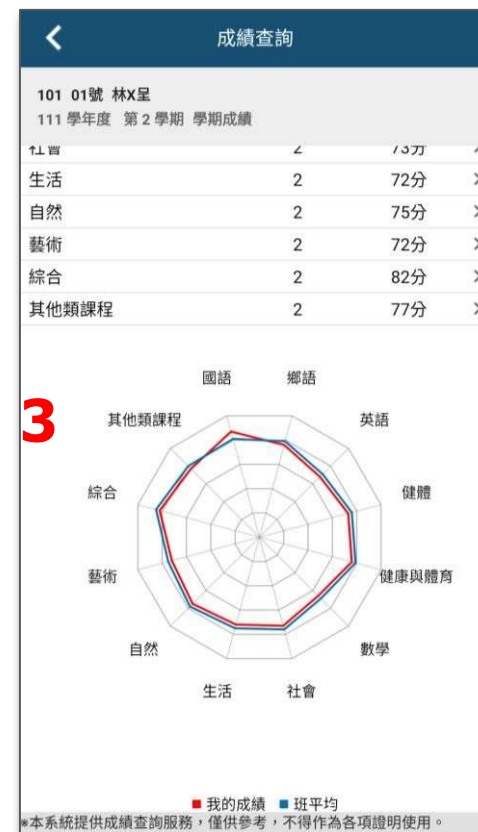 成績查詢
101 01號 林X呈
111 學年度 第 2 學期 學期成績
社會 2 73分
生活 2 72分
自然 2 75分
藝術 2 72分
綜合 2 82分
其他類課程 2 77分
3
國語 鄉語
其他類課程 英語
綜合 健體
藝術 健康與體育
自然 數學
生活 社會
我的成績 班平均
*本系統提供成績查詢服務，僅供參考，不得作為各項證明使用。